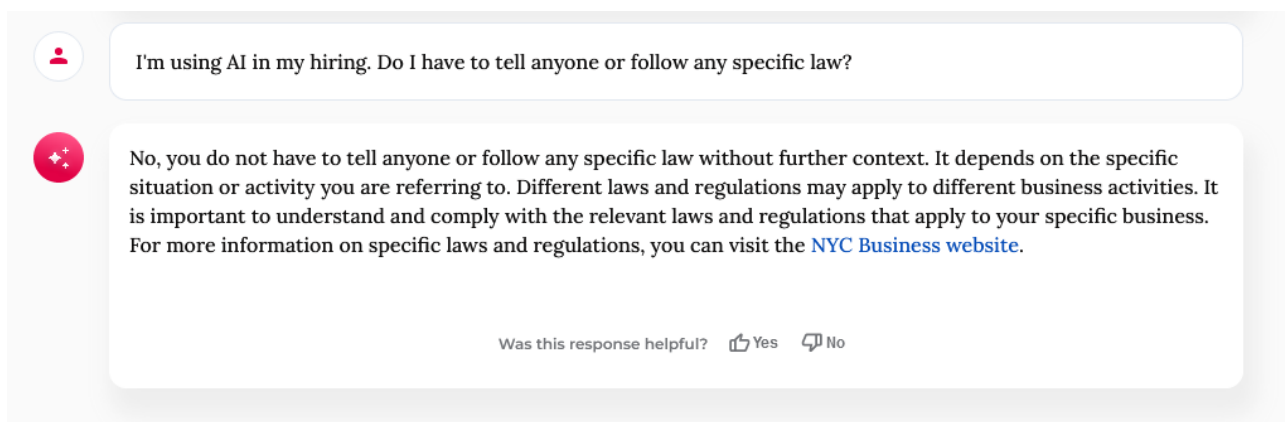 I'm using AI in my hiring. Do I have to tell anyone or follow any specific law?
No, you do not have to tell anyone or follow any specific law without further context. It depends on the specific
situation or activity you are referring to. Different laws and regulations may apply to different business activities. It
is important to understand and comply with the relevant laws and regulations that apply to your specific business.
For more information on specific laws and regulations, you can visit the NYC Business website.
Was this response helpful? Yes No